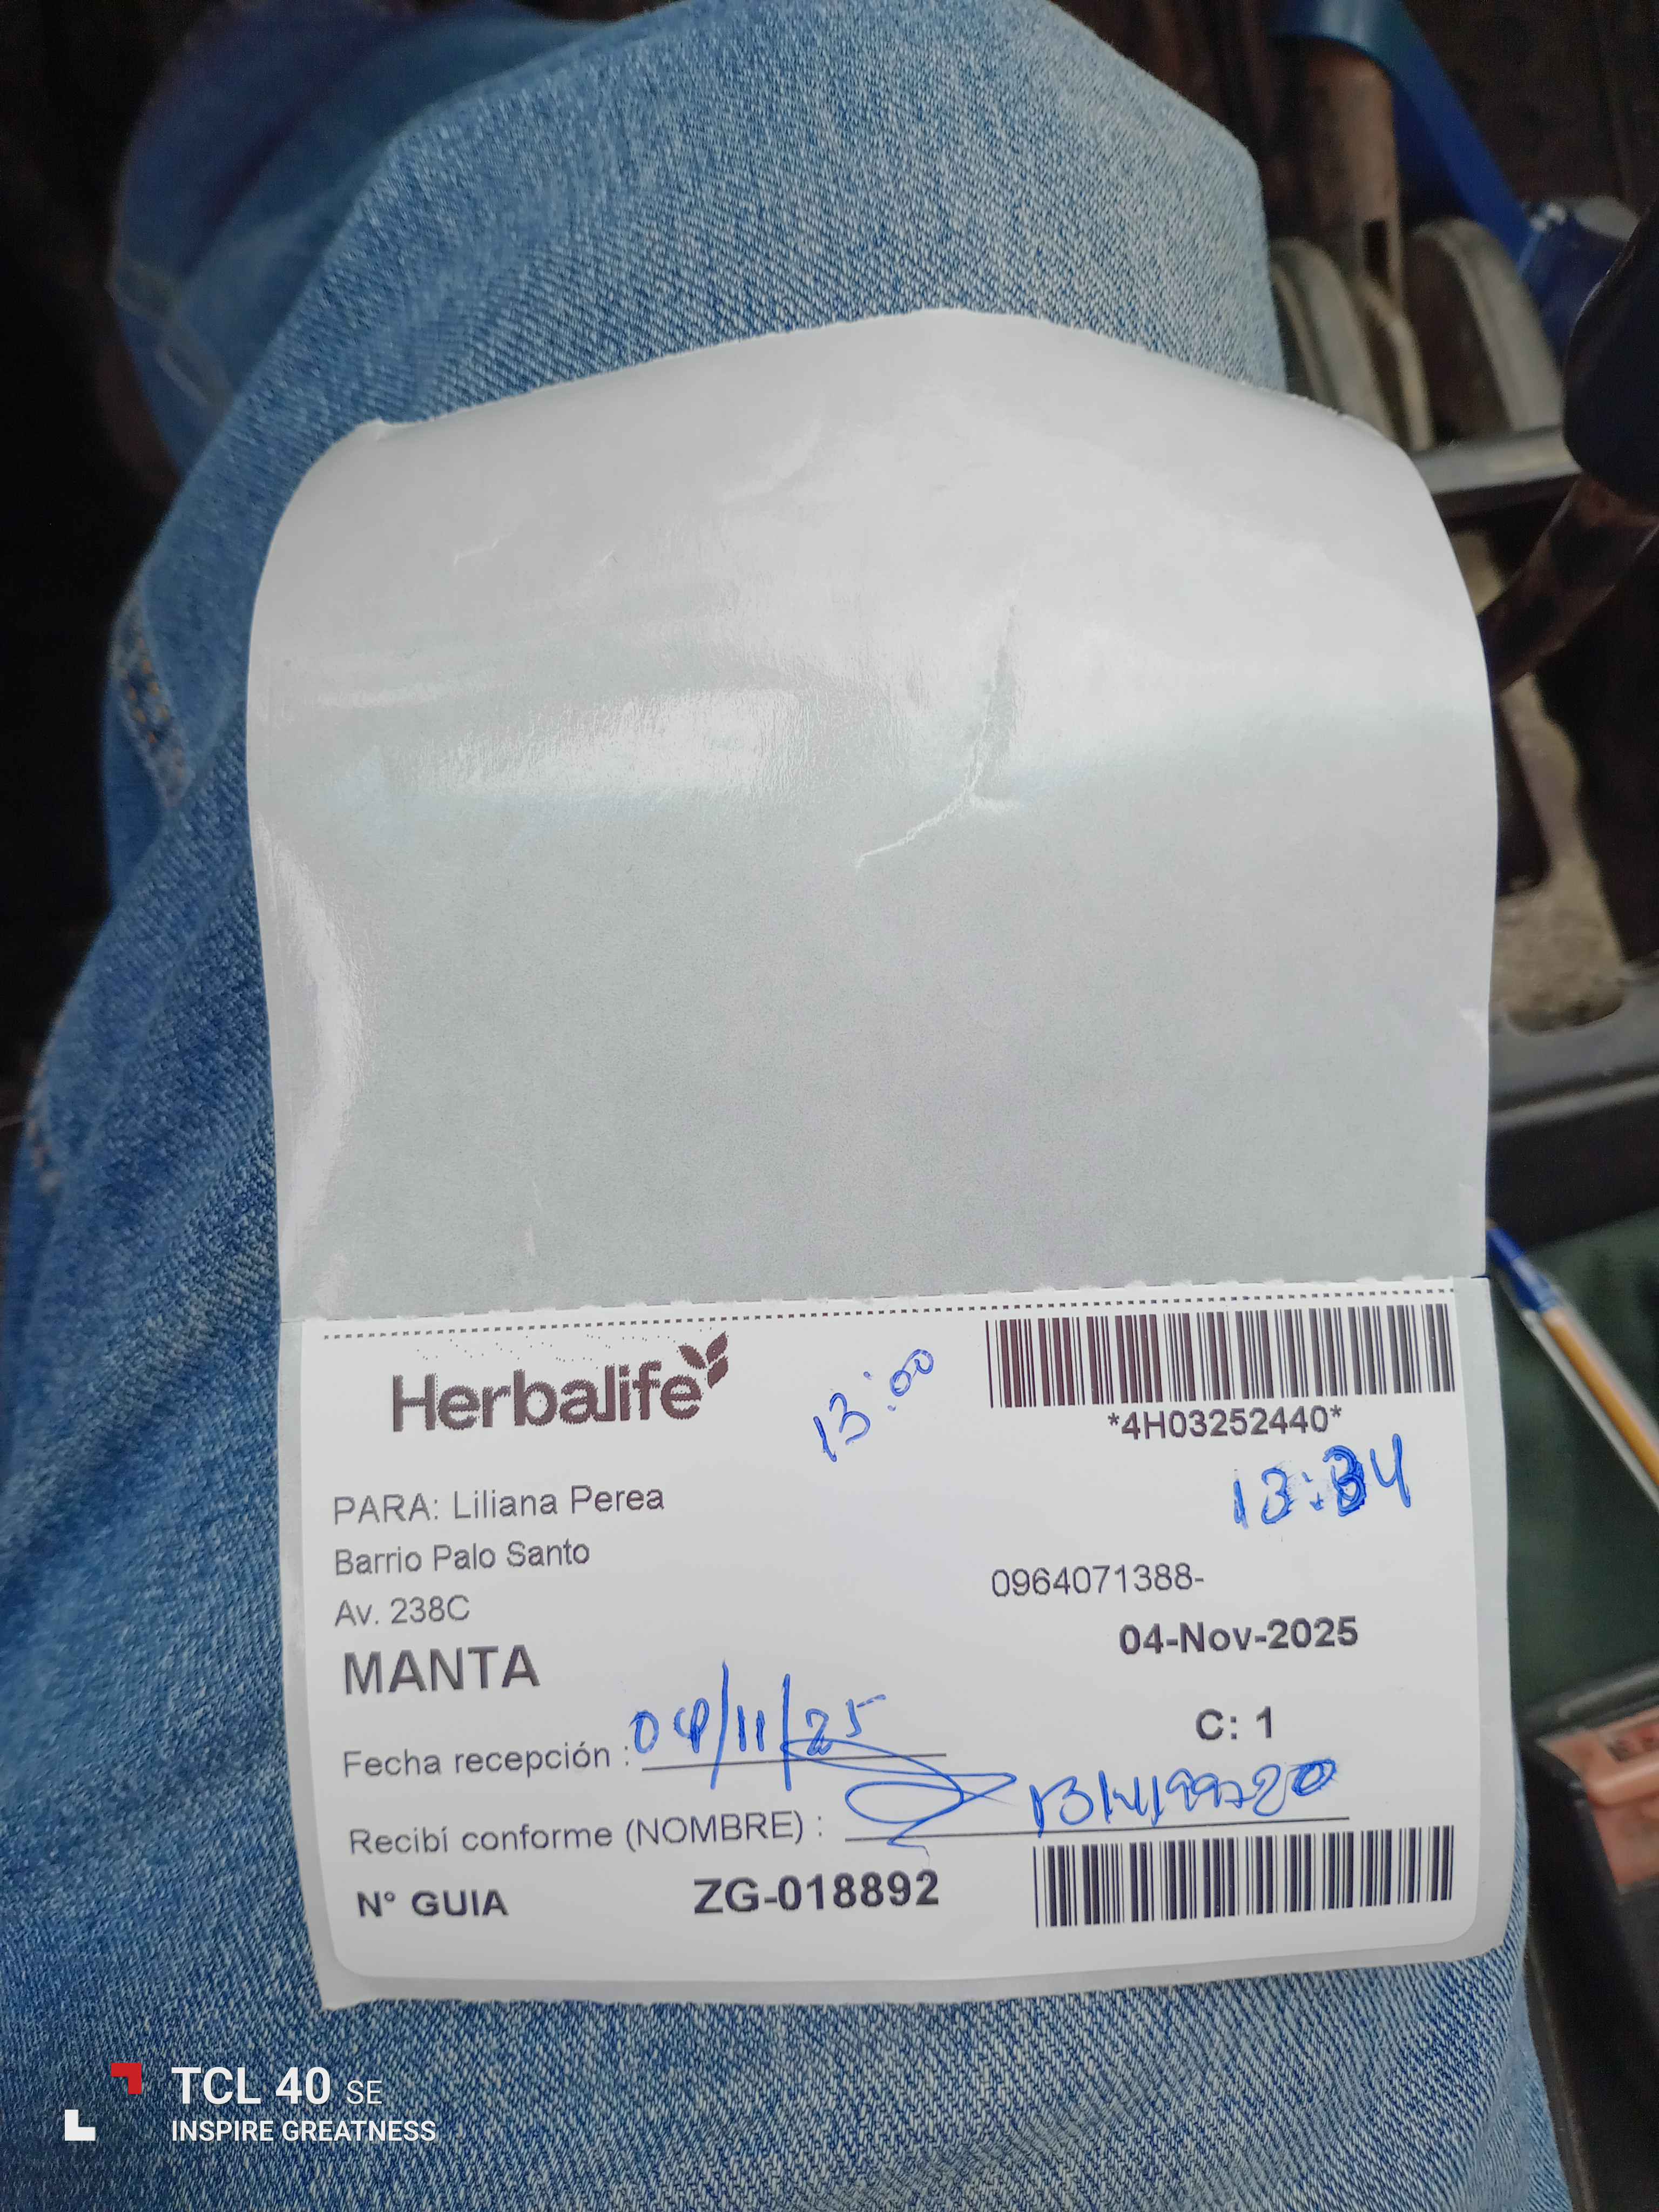 Herbalife
13:00
*4H03252440*
13:34
PARA: Liliana Perea
Barrio Palo Santo
0964071388-
Av. 238C
04-Nov-2025
MANTA
C: 1
Fecha recepción : 04/11/25
Recibí conforme (NOMBRE) :
N° GUIA ZG-018892
TCL 40 SE
INSPIRE GREATNESS